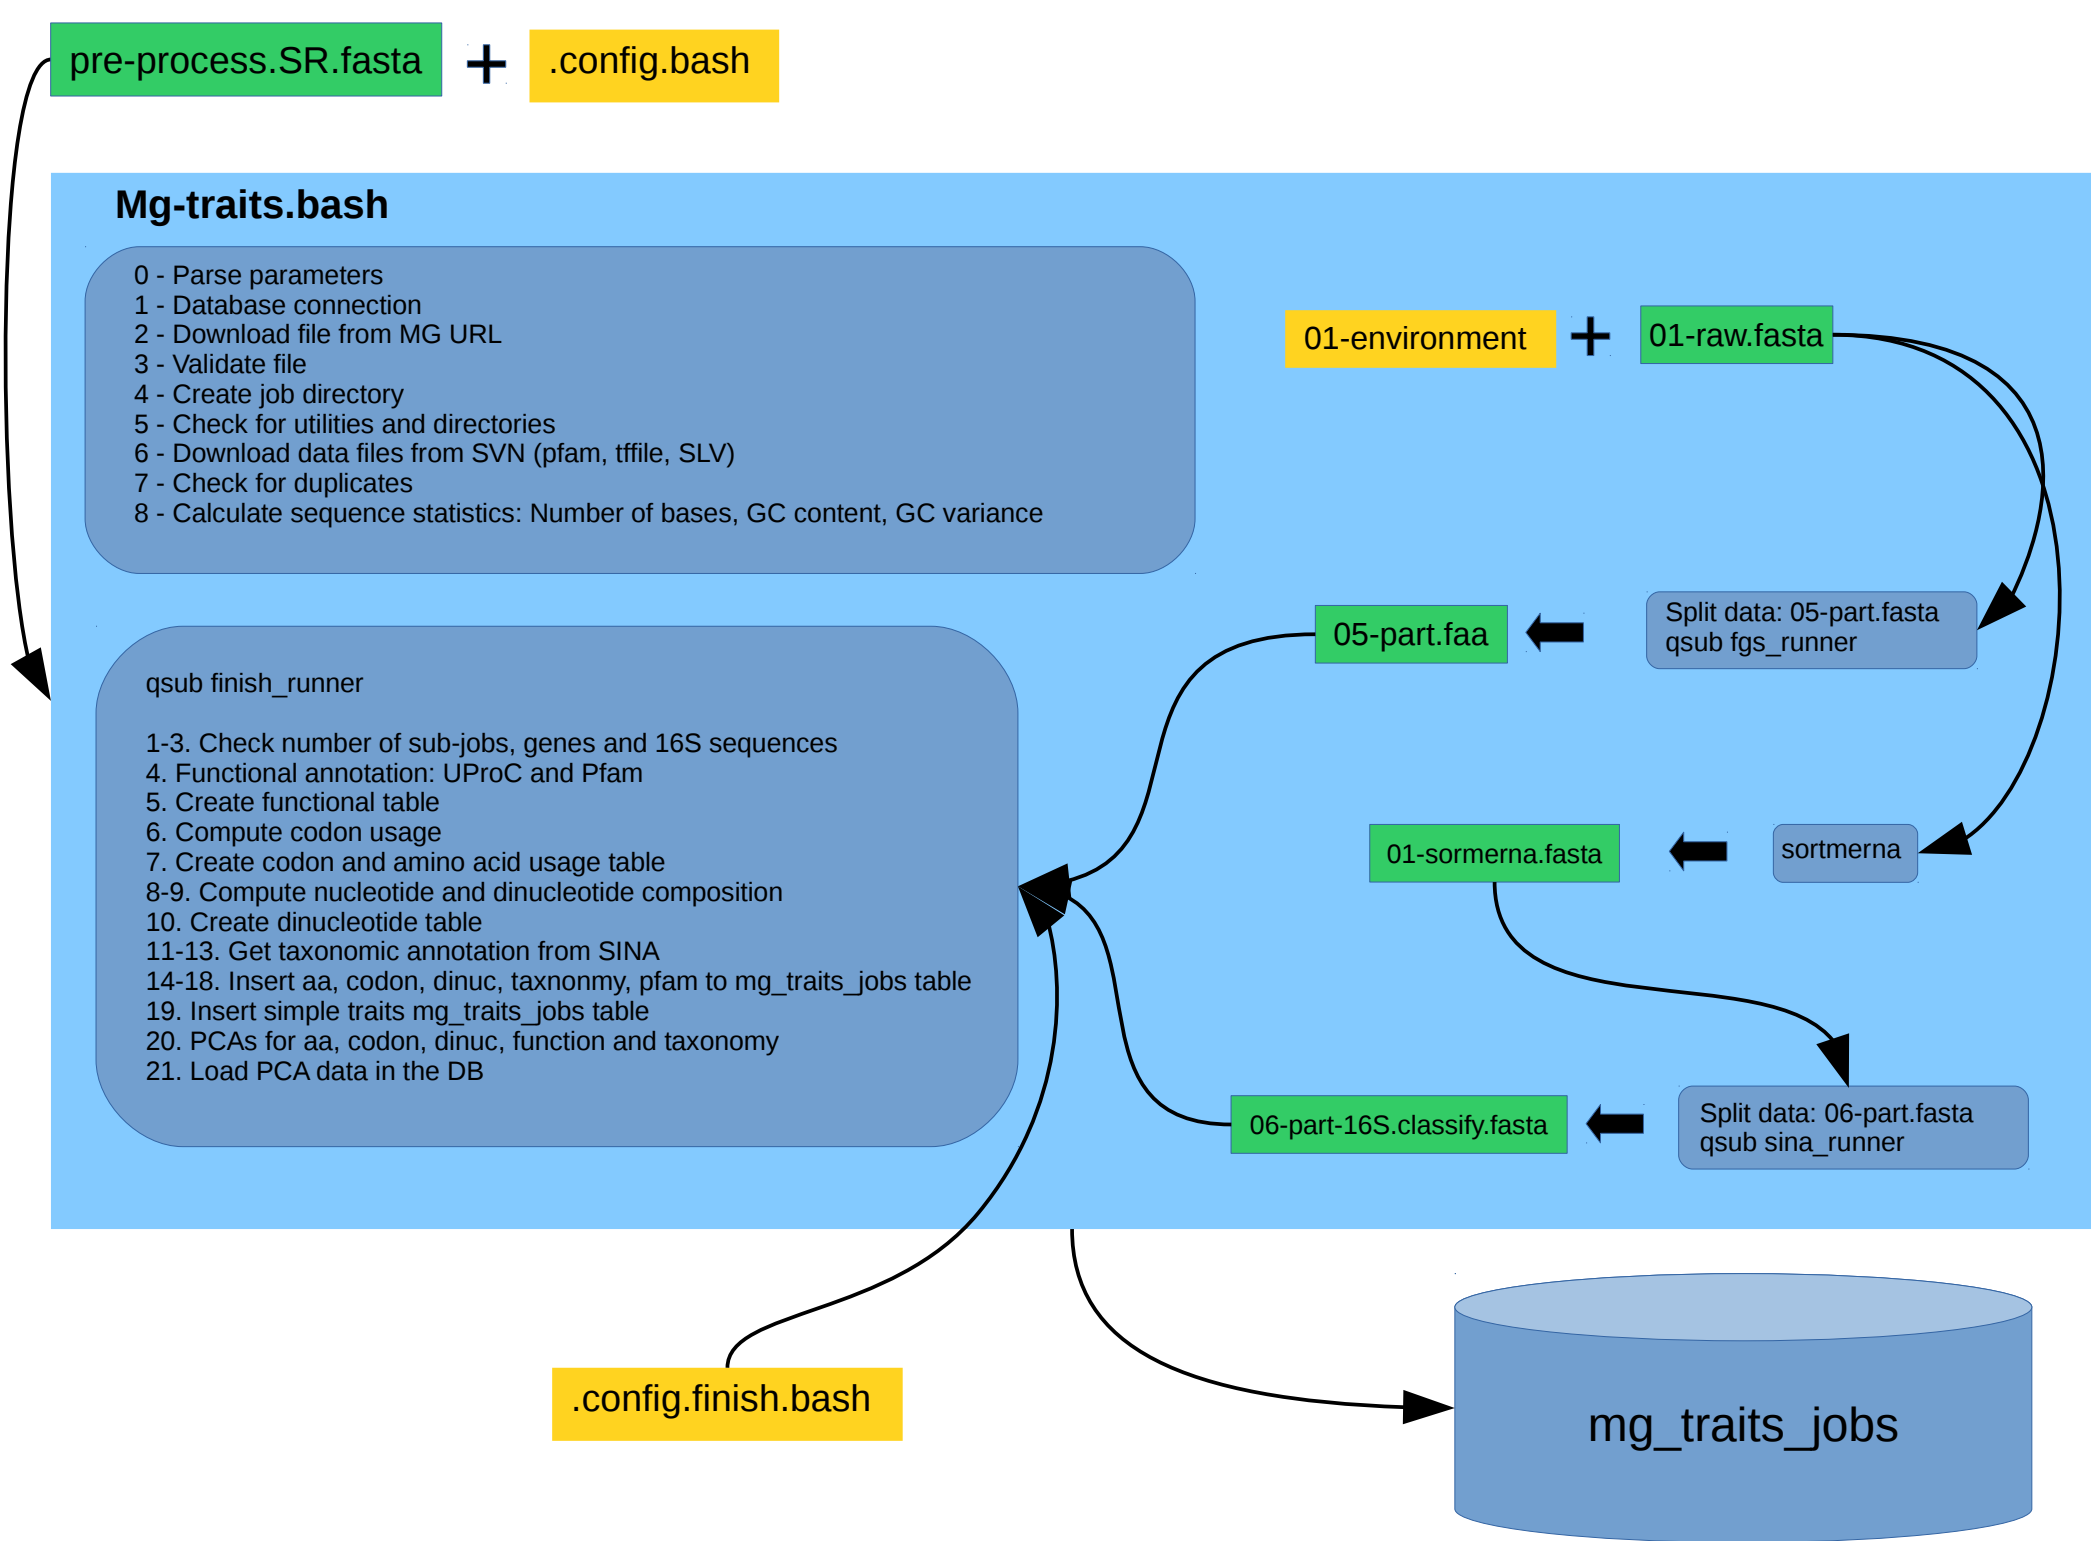 pre-process.SR.fasta
.config.bash
Mg-traits.bash
0 - Parse parameters
1 - Database connection
2 - Download file from MG URL
3 - Validate file
4 - Create job directory
5 - Check for utilities and directories
6 - Download data files from SVN (pfam, tffile, SLV)
7 - Check for duplicates
8 - Calculate sequence statistics: Number of bases, GC content, GC variance
01-environment
01-raw.fasta
05-part.faa
Split data: 05-part.fasta
qsub fgs_runner
qsub finish_runner
1-3. Check number of sub-jobs, genes and 16S sequences
4. Functional annotation: UProC and Pfam
5. Create functional table
6. Compute codon usage
7. Create codon and amino acid usage table
8-9. Compute nucleotide and dinucleotide composition
10. Create dinucleotide table
11-13. Get taxonomic annotation from SINA
14-18. Insert aa, codon, dinuc, taxnonmy, pfam to mg_traits_jobs table
19. Insert simple traits mg_traits_jobs table
20. PCAs for aa, codon, dinuc, function and taxonomy
21. Load PCA data in the DB
01-sormerna.fasta
sortmerna
06-part-16S.classify.fasta
Split data: 06-part.fasta
qsub sina_runner
.config.finish.bash
mg_traits_jobs